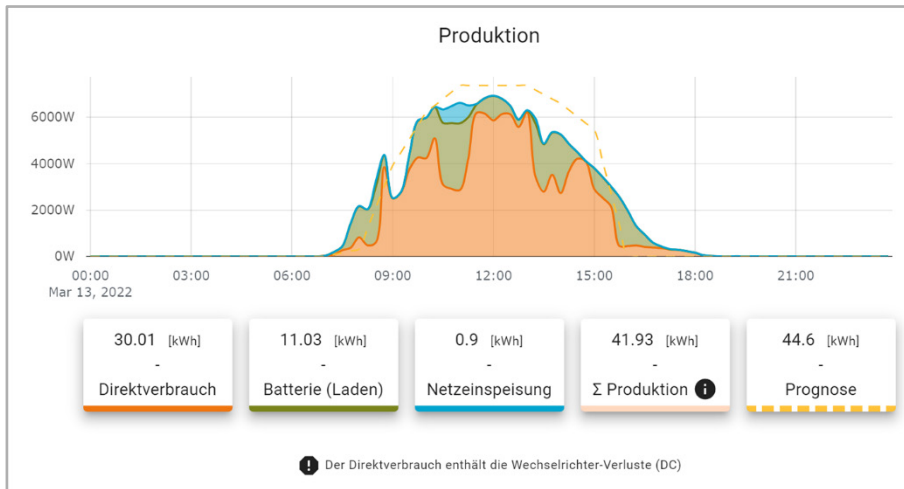 Produktion
6000W
4000W
2000W
0W
00:00 03:00 06:00 09:00 12:00 15:00 18:00 21:00
Mar 13, 2022
30.01 [kWh]
-
Direktverbrauch
11.03 [kWh]
-
Batterie (Laden)
0.9 [kWh]
-
Netzeinspeisung
41.93 [kWh]
-
Σ Produktion i
44.6 [kWh]
-
Prognose
! Der Direktverbrauch enthält die Wechselrichter-Verluste (DC)